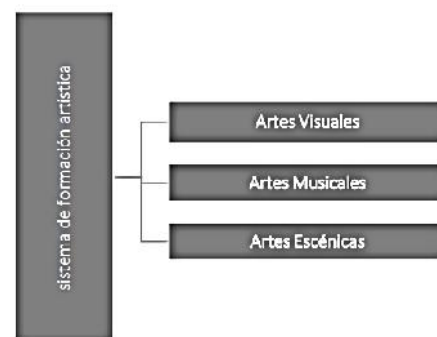 sistema de formación artística
Artes Visuales
Artes Musicales
Artes Escénicas